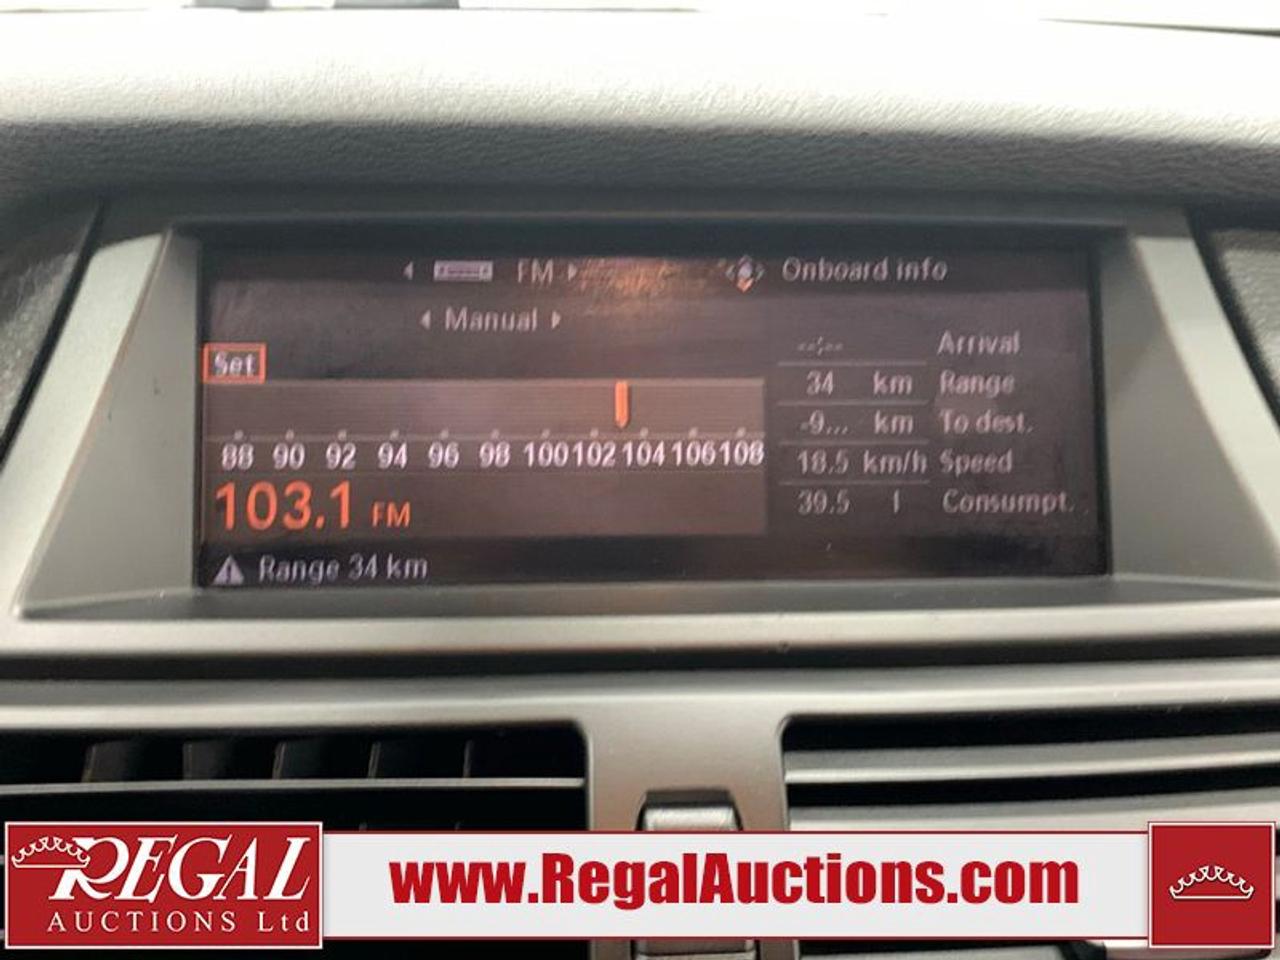 FM
Onboard info
Manual
Set
88 90 92 94 96 98 100 102 104 106 108
103.1 FM
Range 34 km
--:-- Arrival
34 km Range
-9... km To dest.
18.5 km/h Speed
39.5 l Consumpt.
REGAL
AUCTIONS Ltd
www.RegalAuctions.com